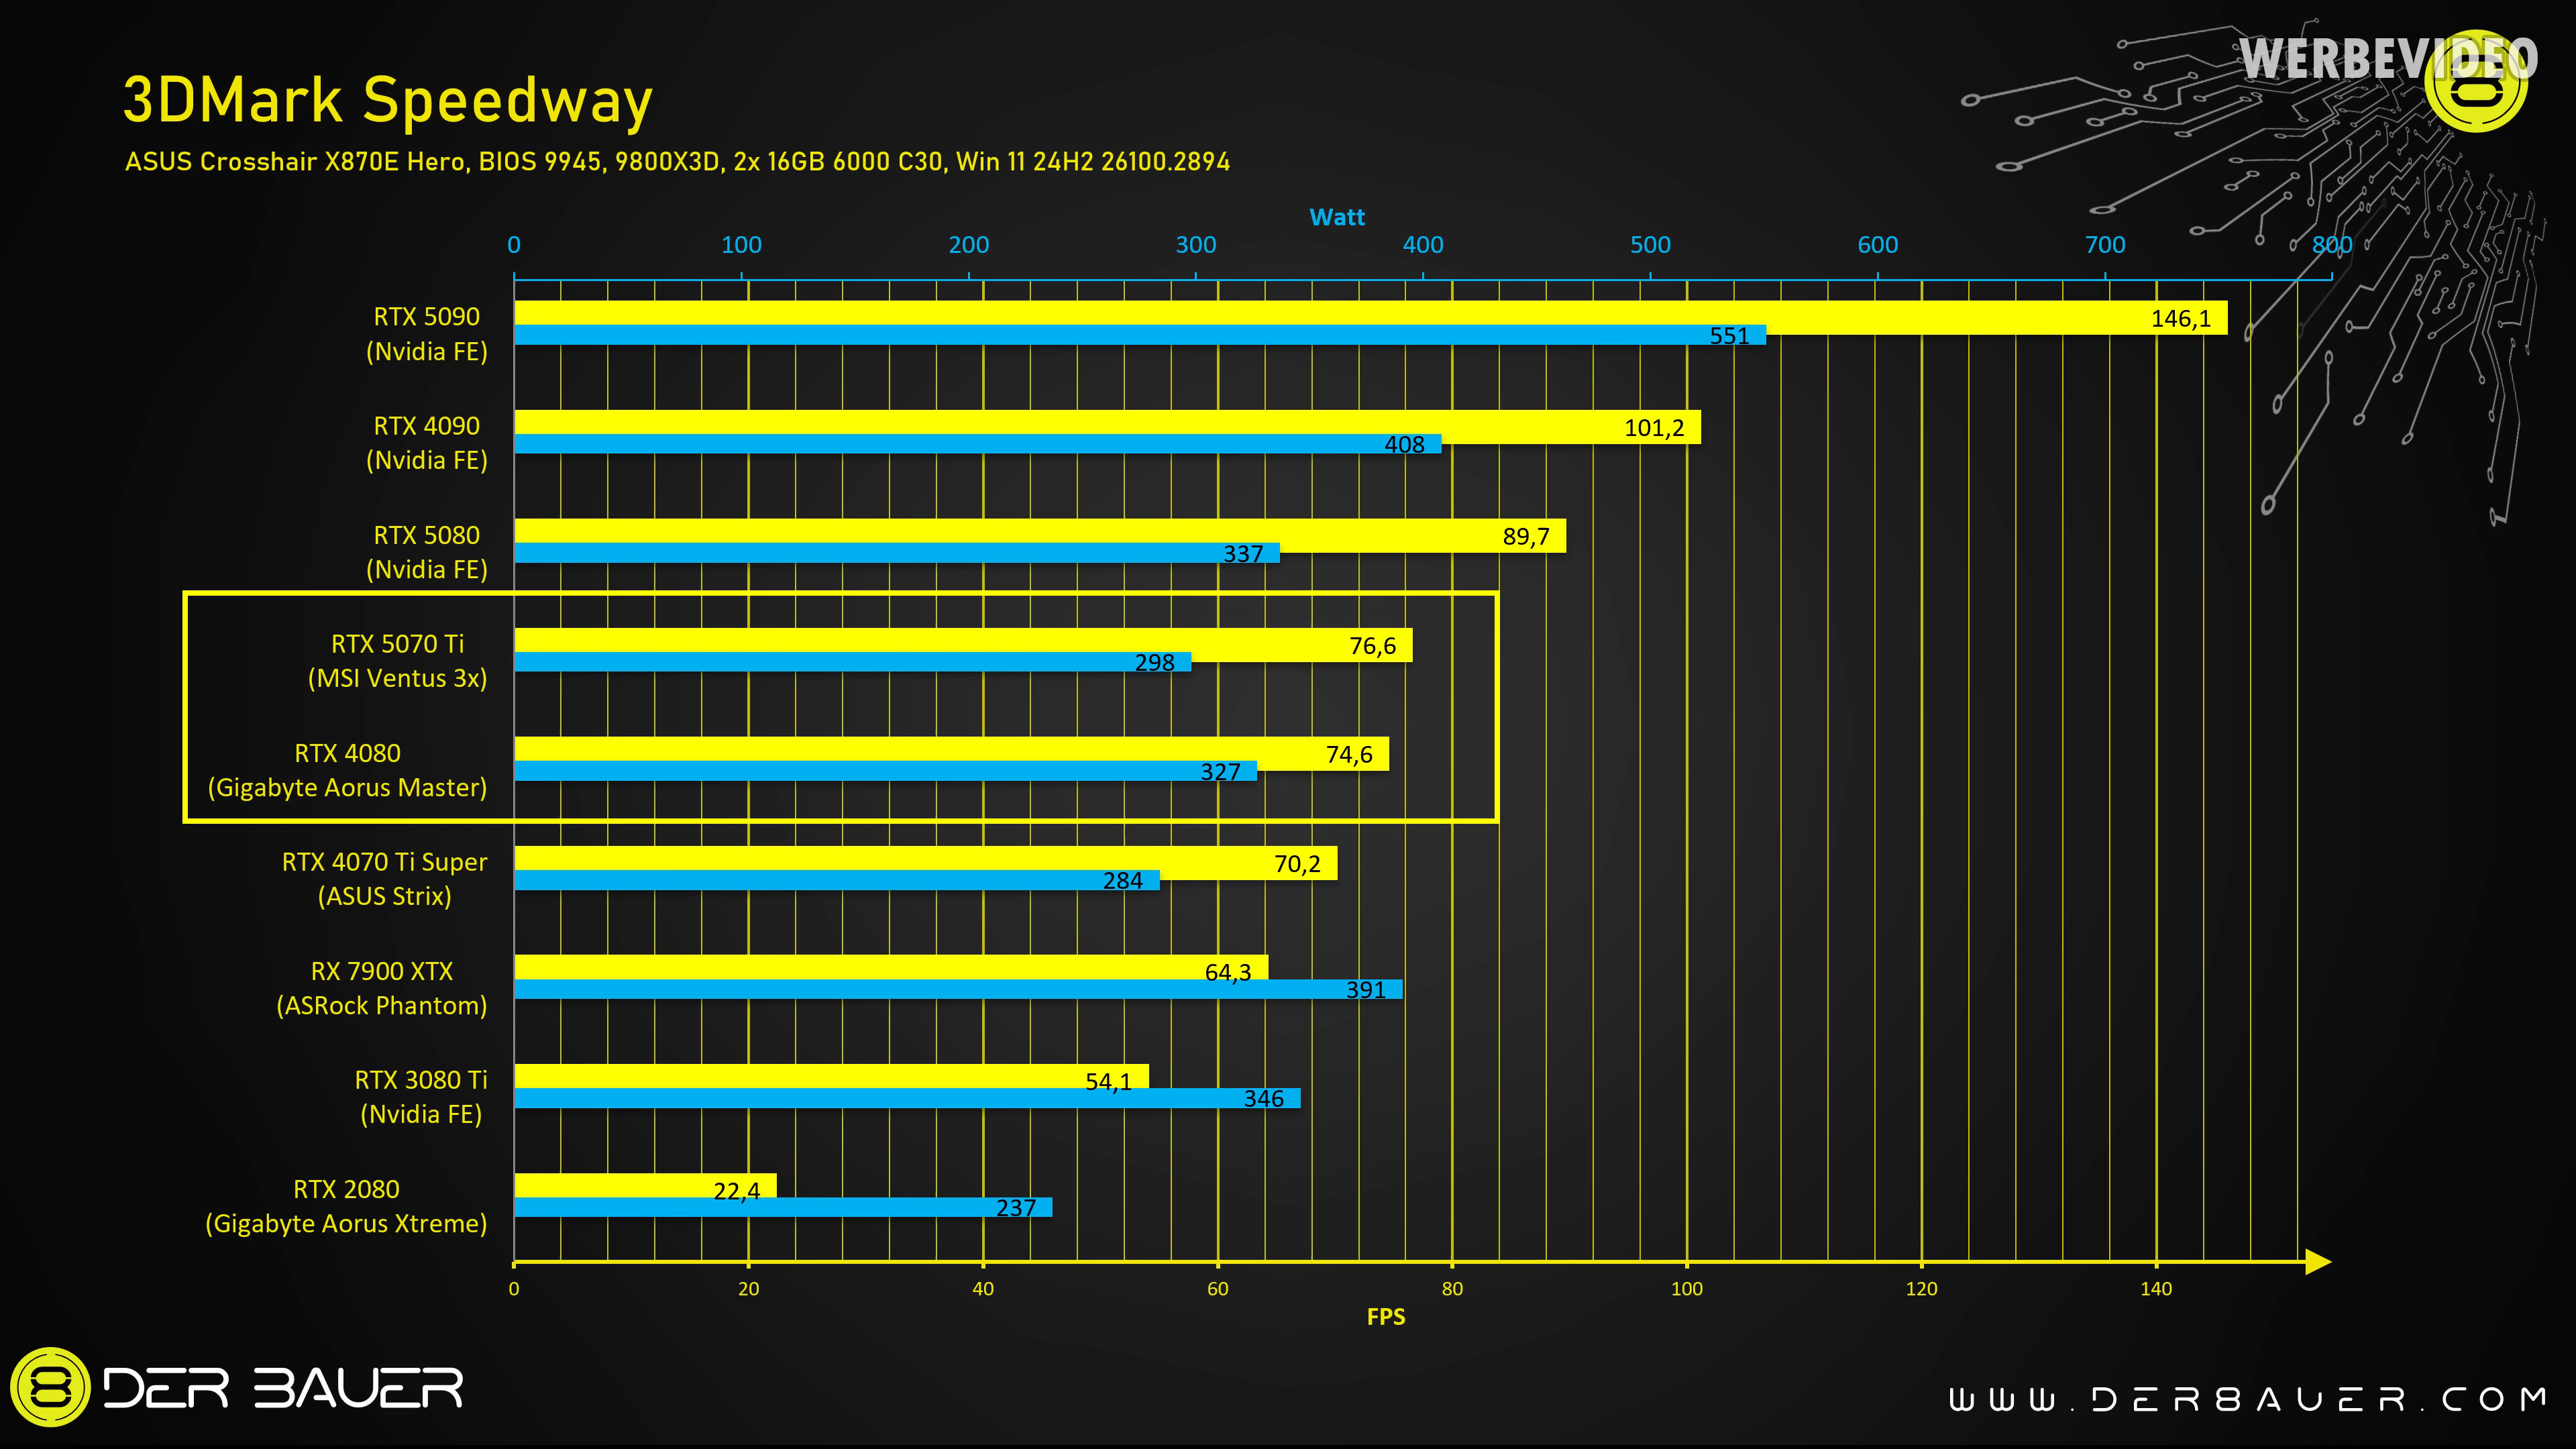 WERBEVIDEO
3DMark Speedway
ASUS Crosshair X870E Hero, BIOS 9945, 9800X3D, 2x 16GB 6000 C30, Win 11 24H2 26100.2894
Watt
0 100 200 300 400 500 600 700 800
RTX 5090
(Nvidia FE)
146,1
551
RTX 4090
(Nvidia FE)
101,2
408
RTX 5080
(Nvidia FE)
89,7
337
RTX 5070 Ti
(MSI Ventus 3x)
76,6
298
RTX 4080
(Gigabyte Aorus Master)
74,6
327
RTX 4070 Ti Super
(ASUS Strix)
70,2
284
RX 7900 XTX
(ASRock Phantom)
64,3
391
RTX 3080 Ti
(Nvidia FE)
54,1
346
RTX 2080
(Gigabyte Aorus Xtreme)
22,4
237
0 20 40 60 80 100 120 140
FPS
DER 8AUER
WWW.DER8AUER.COM